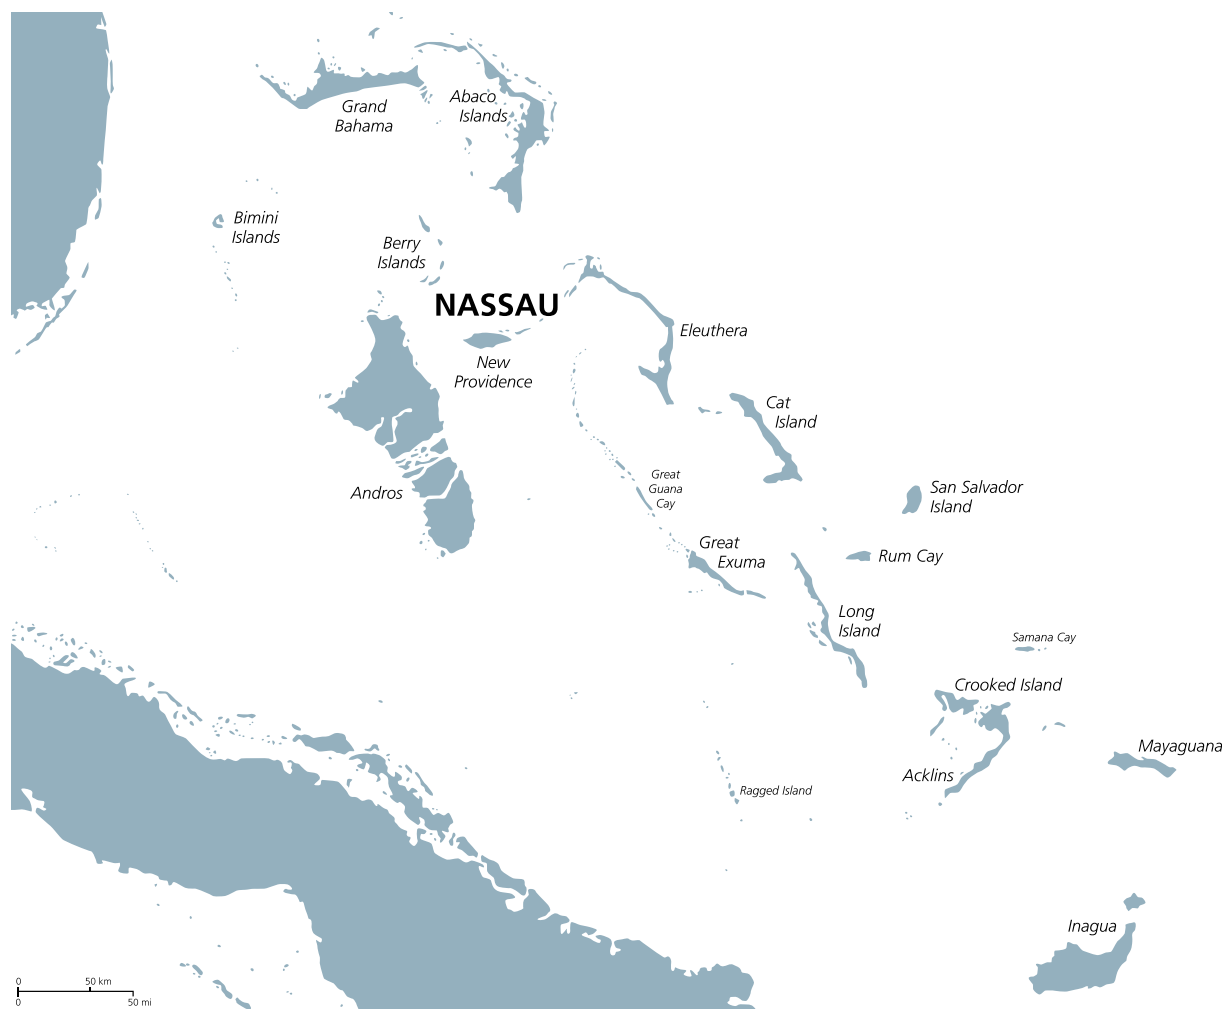 Grand
Bahama
Abaco
Islands
Bimini
Islands
Berry
Islands
NASSAU
New
Providence
Eleuthera
Cat
Island
Andros
Great
Guana
Cay
San Salvador
Island
Great
Exuma
Rum Cay
Long
Island
Samana Cay
Crooked Island
Mayaguana
Acklins
Ragged Island
Inagua
0 50 km
0 50 mi